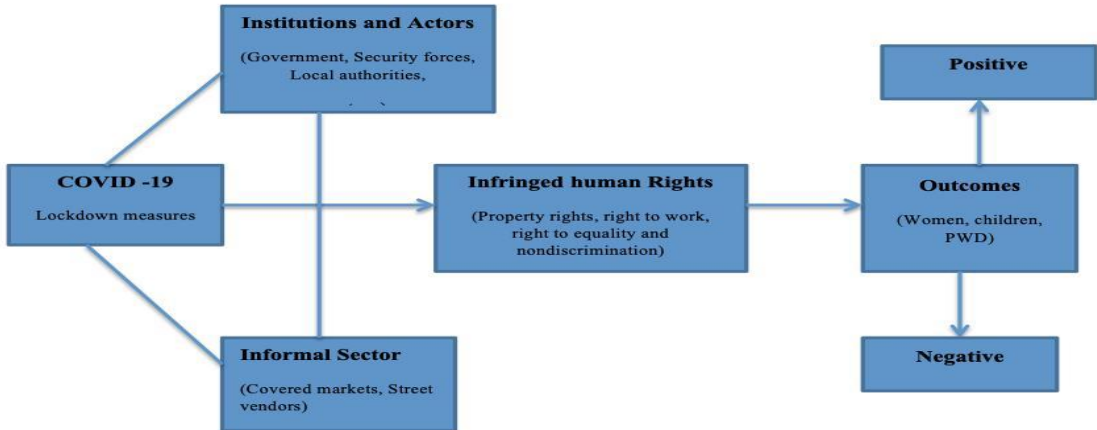 Institutions and Actors
(Government, Security forces,
Local authorities,
COVID -19
Lockdown measures
Informal Sector
(Covered markets, Street
vendors)
Infringed human Rights
(Property rights, right to work,
right to equality and
nondiscrimination)
Outcomes
(Women, children,
PWD)
Positive
Negative